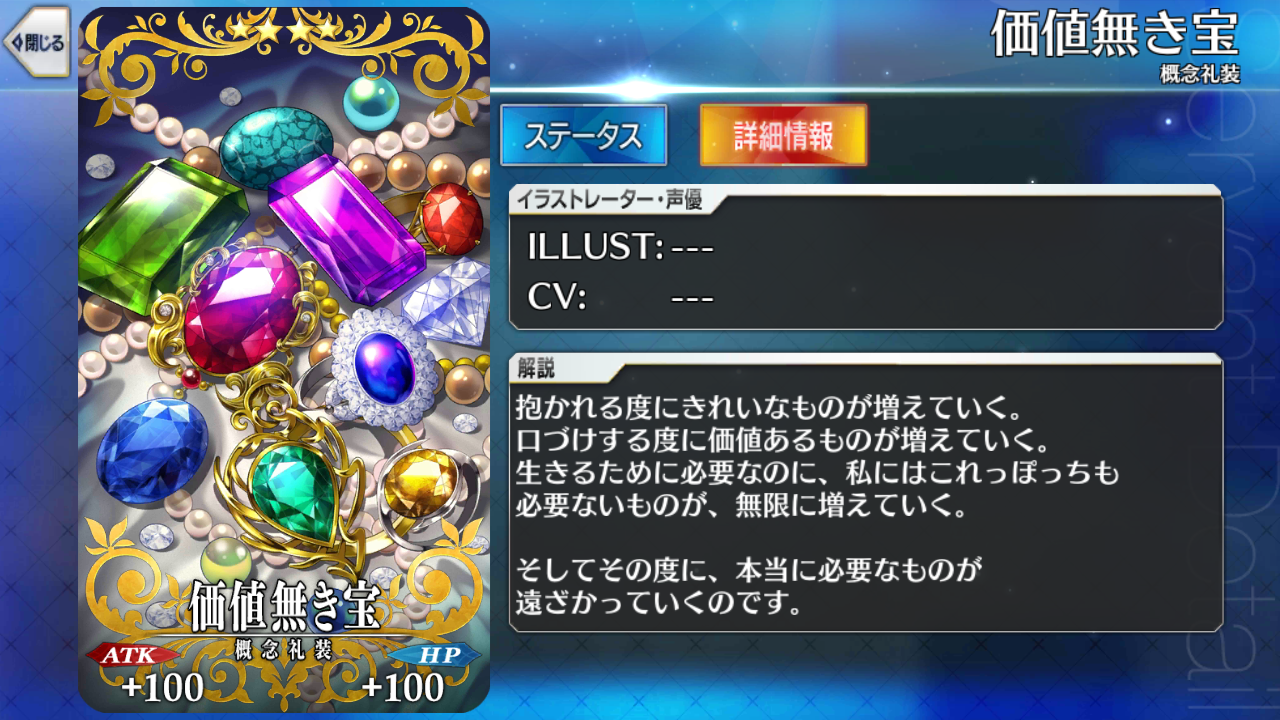 閉じる
価値無き宝
概念礼装
ステータス
詳細情報
イラストレーター・声優
ILLUST: ---
CV: ---
解説
抱かれる度にきれいなものが増えていく。
口づけする度に価値あるものが増えていく。
生きるために必要なのに、私にはこれっぽっちも
必要ないものが、無限に増えていく。
そしてその度に、本当に必要なものが
遠ざかっていくのです。
価値無き宝
概念礼装
ATK
HP
+100
+100
Servant Detail